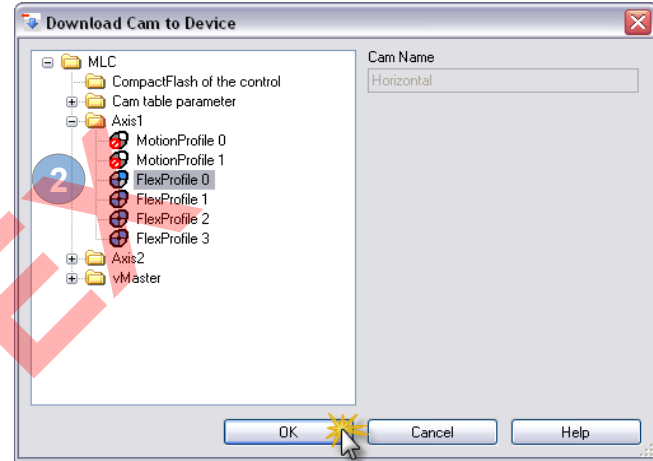 Download Cam to Device
MLC
CompactFlash of the control
Cam table parameter
Axis1
MotionProfile 0
MotionProfile 1
2
FlexProfile 0
FlexProfile 1
FlexProfile 2
FlexProfile 3
Axis2
vMaster
Cam Name
Horizontal
OK
Cancel
Help